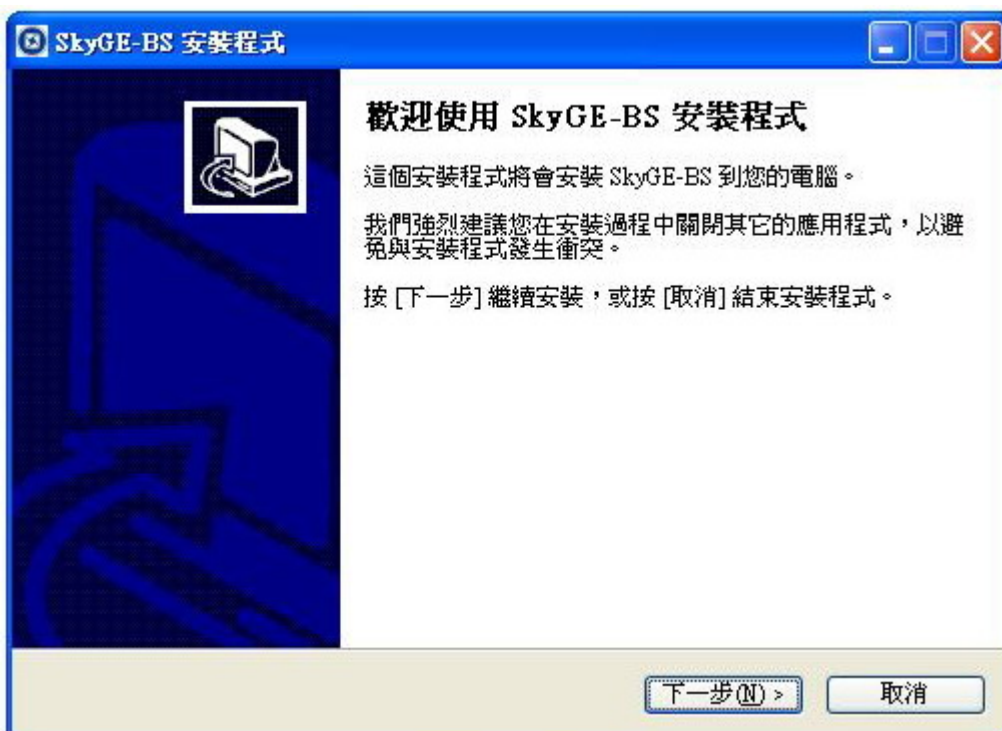 SkyGE-BS 安裝程式
歡迎使用 SkyGE-BS 安裝程式
這個安裝程式將會安裝 SkyGE-BS 到您的電腦。
我們強烈建議您在安裝過程中關閉其它的應用程式，以避
免與安裝程式發生衝突。
按 [下一步] 繼續安裝，或按 [取消] 結束安裝程式。
下一步(N) >
取消